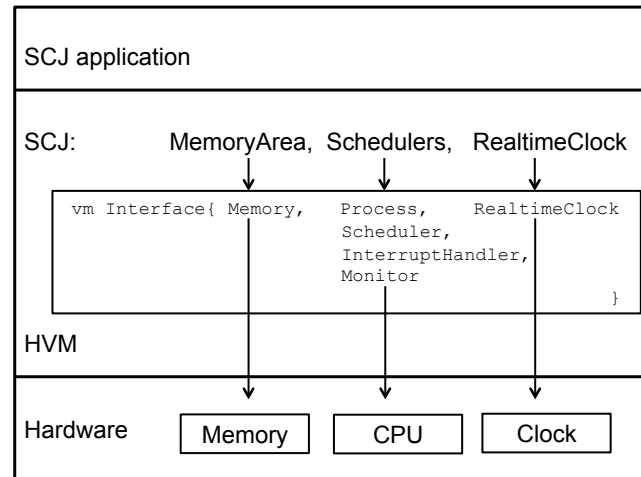 SCJ application
SCJ: MemoryArea, Schedulers, RealtimeClock
vm Interface{ Memory, Process, RealtimeClock
Scheduler,
InterruptHandler,
Monitor
}
HVM
Hardware Memory CPU Clock